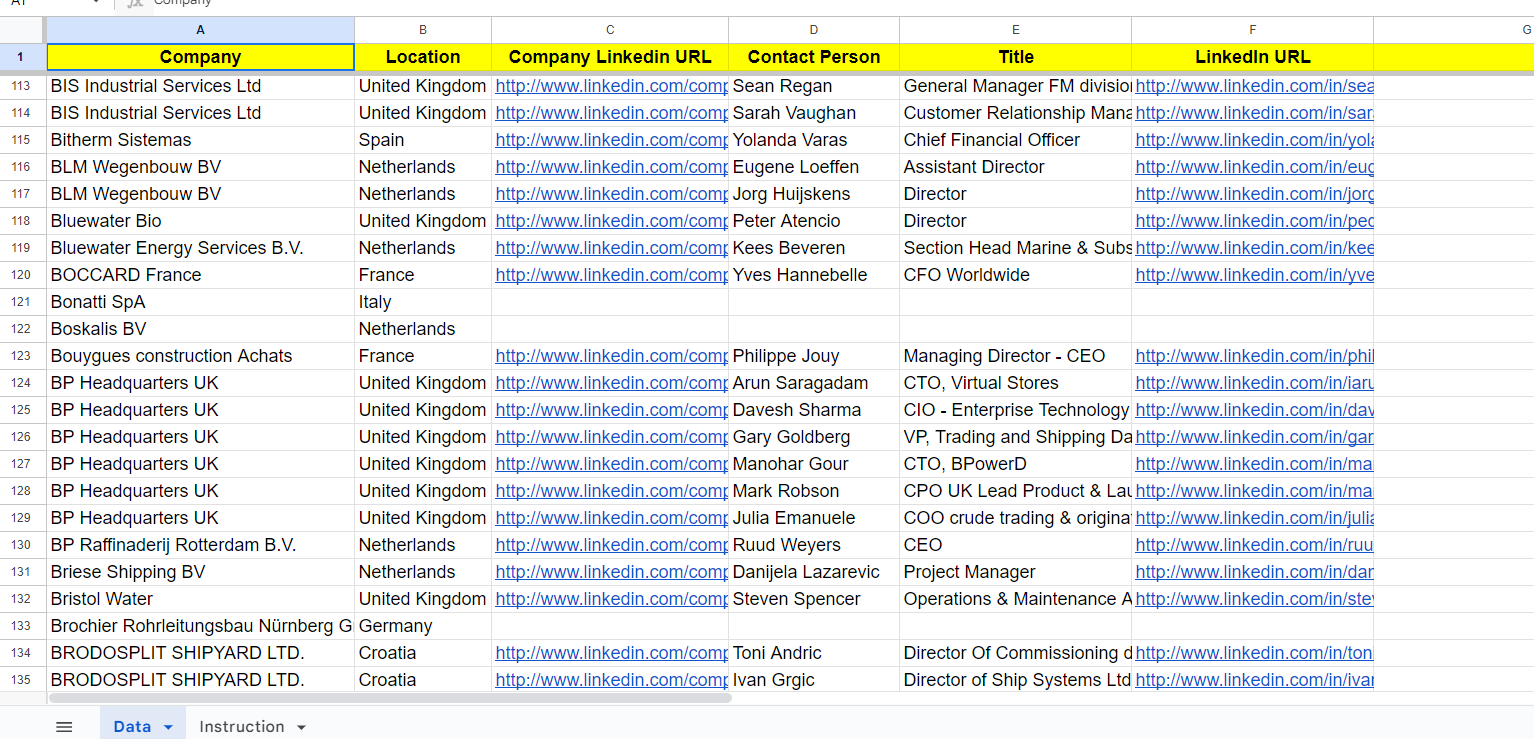 A1 fx Company
A B C D E F G
1 Company Location Company Linkedin URL Contact Person Title LinkedIn URL
113 BIS Industrial Services Ltd United Kingdom http://www.linkedin.com/comp Sean Regan General Manager FM division http://www.linkedin.com/in/sea
114 BIS Industrial Services Ltd United Kingdom http://www.linkedin.com/comp Sarah Vaughan Customer Relationship Mana http://www.linkedin.com/in/sar
115 Bitherm Sistemas Spain http://www.linkedin.com/comp Yolanda Varas Chief Financial Officer http://www.linkedin.com/in/yola
116 BLM Wegenbouw BV Netherlands http://www.linkedin.com/comp Eugene Loeffen Assistant Director http://www.linkedin.com/in/eug
117 BLM Wegenbouw BV Netherlands http://www.linkedin.com/comp Jorg Huijskens Director http://www.linkedin.com/in/jorg
118 Bluewater Bio United Kingdom http://www.linkedin.com/comp Peter Atencio Director http://www.linkedin.com/in/pec
119 Bluewater Energy Services B.V. Netherlands http://www.linkedin.com/comp Kees Beveren Section Head Marine & Subs http://www.linkedin.com/in/kee
120 BOCCARD France France http://www.linkedin.com/comp Yves Hannebelle CFO Worldwide http://www.linkedin.com/in/yve
121 Bonatti SpA Italy
122 Boskalis BV Netherlands
123 Bouygues construction Achats France http://www.linkedin.com/comp Philippe Jouy Managing Director - CEO http://www.linkedin.com/in/phil
124 BP Headquarters UK United Kingdom http://www.linkedin.com/comp Arun Saragadam CTO, Virtual Stores http://www.linkedin.com/in/iaru
125 BP Headquarters UK United Kingdom http://www.linkedin.com/comp Davesh Sharma CIO - Enterprise Technology http://www.linkedin.com/in/dav
126 BP Headquarters UK United Kingdom http://www.linkedin.com/comp Gary Goldberg VP, Trading and Shipping Da http://www.linkedin.com/in/gar
127 BP Headquarters UK United Kingdom http://www.linkedin.com/comp Manohar Gour CTO, BPowerD http://www.linkedin.com/in/ma
128 BP Headquarters UK United Kingdom http://www.linkedin.com/comp Mark Robson CPO UK Lead Product & Lau http://www.linkedin.com/in/ma
129 BP Headquarters UK United Kingdom http://www.linkedin.com/comp Julia Emanuele COO crude trading & origina http://www.linkedin.com/in/julia
130 BP Raffinaderij Rotterdam B.V. Netherlands http://www.linkedin.com/comp Ruud Weyers CEO http://www.linkedin.com/in/ruu
131 Briese Shipping BV Netherlands http://www.linkedin.com/comp Danijela Lazarevic Project Manager http://www.linkedin.com/in/dan
132 Bristol Water United Kingdom http://www.linkedin.com/comp Steven Spencer Operations & Maintenance A http://www.linkedin.com/in/stev
133 Brochier Rohrleitungsbau Nürnberg G Germany
134 BRODOSPLIT SHIPYARD LTD. Croatia http://www.linkedin.com/comp Toni Andric Director Of Commissioning d http://www.linkedin.com/in/toni
135 BRODOSPLIT SHIPYARD LTD. Croatia http://www.linkedin.com/comp Ivan Grgic Director of Ship Systems Ltd http://www.linkedin.com/in/ivar
Data Instruction